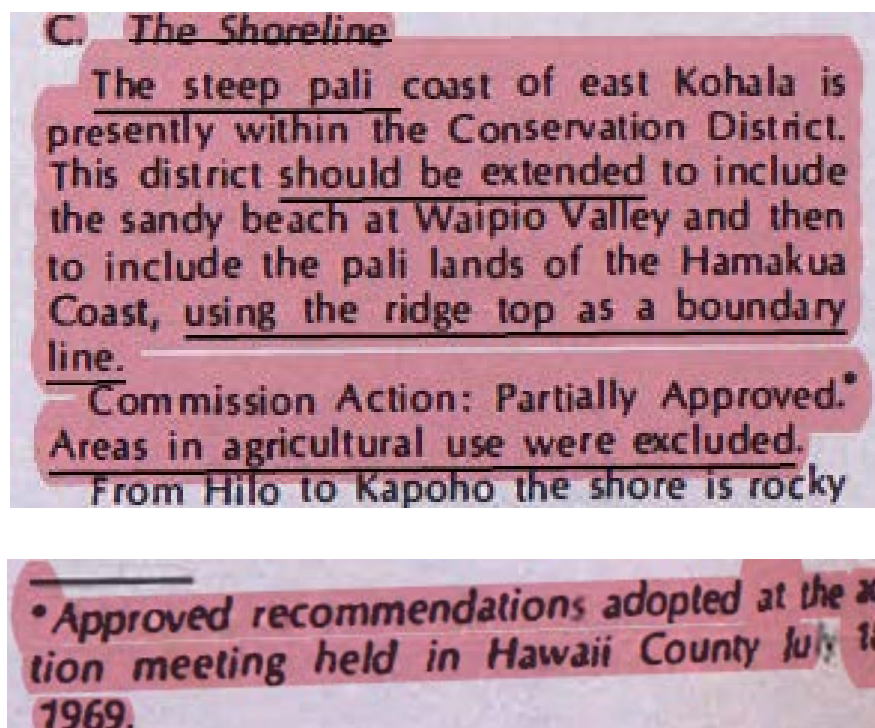 C. The Shoreline
The steep pali coast of east Kohala is
presently within the Conservation District.
This district should be extended to include
the sandy beach at Waipio Valley and then
to include the pali lands of the Hamakua
Coast, using the ridge top as a boundary
line.
Commission Action: Partially Approved.*
Areas in agricultural use were excluded.
From Hilo to Kapoho the shore is rocky
*Approved recommendations adopted at the
tion meeting held in Hawaii County July
1969.